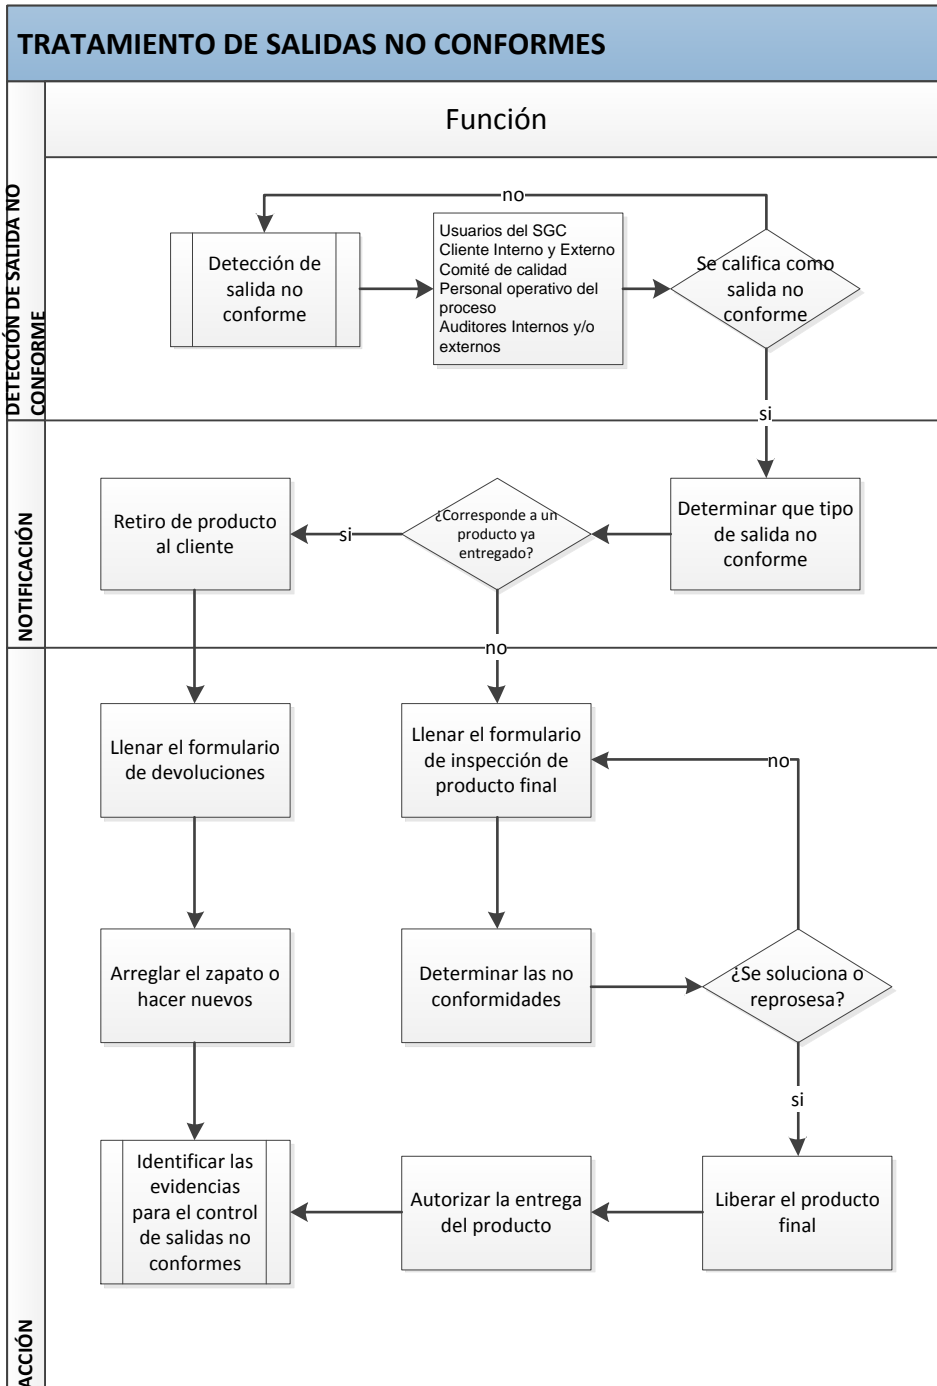 TRATAMIENTO DE SALIDAS NO CONFORMES
Función
DETECCIÓN DE SALIDA NO
CONFORME
no
Detección de
salida no
conforme
Usuarios del SGC
Cliente Interno y Externo
Comité de calidad
Personal operativo del
proceso
Auditores Internos y/o
externos
Se califica como
salida no
conforme
si
NOTIFICACIÓN
Retiro de producto
al cliente
si
¿Corresponde a un
producto ya
entregado?
Determinar que tipo
de salida no
conforme
no
Llenar el formulario
de devoluciones
Llenar el formulario
de inspección de
producto final
no
Arreglar el zapato o
hacer nuevos
Determinar las no
conformidades
¿Se soluciona o
reprosesa?
si
Identificar las
evidencias
para el control
de salidas no
conformes
Autorizar la entrega
del producto
Liberar el producto
final
ACCIÓN